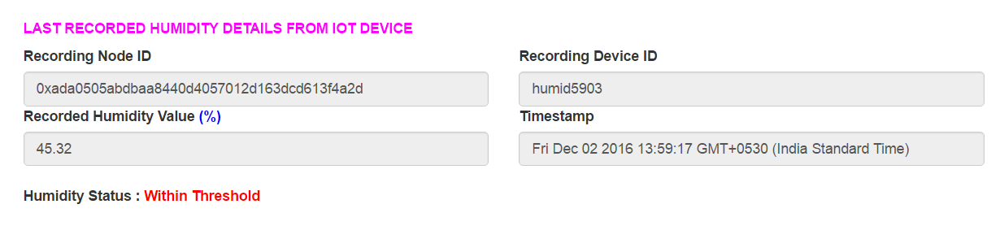 LAST RECORDED HUMIDITY DETAILS FROM IOT DEVICE
Recording Node ID
Recording Device ID
0xada0505abdbaa8440d4057012d163dcd613f4a2d
humid5903
Recorded Humidity Value (%)
Timestamp
45.32
Fri Dec 02 2016 13:59:17 GMT+0530 (India Standard Time)
Humidity Status : Within Threshold